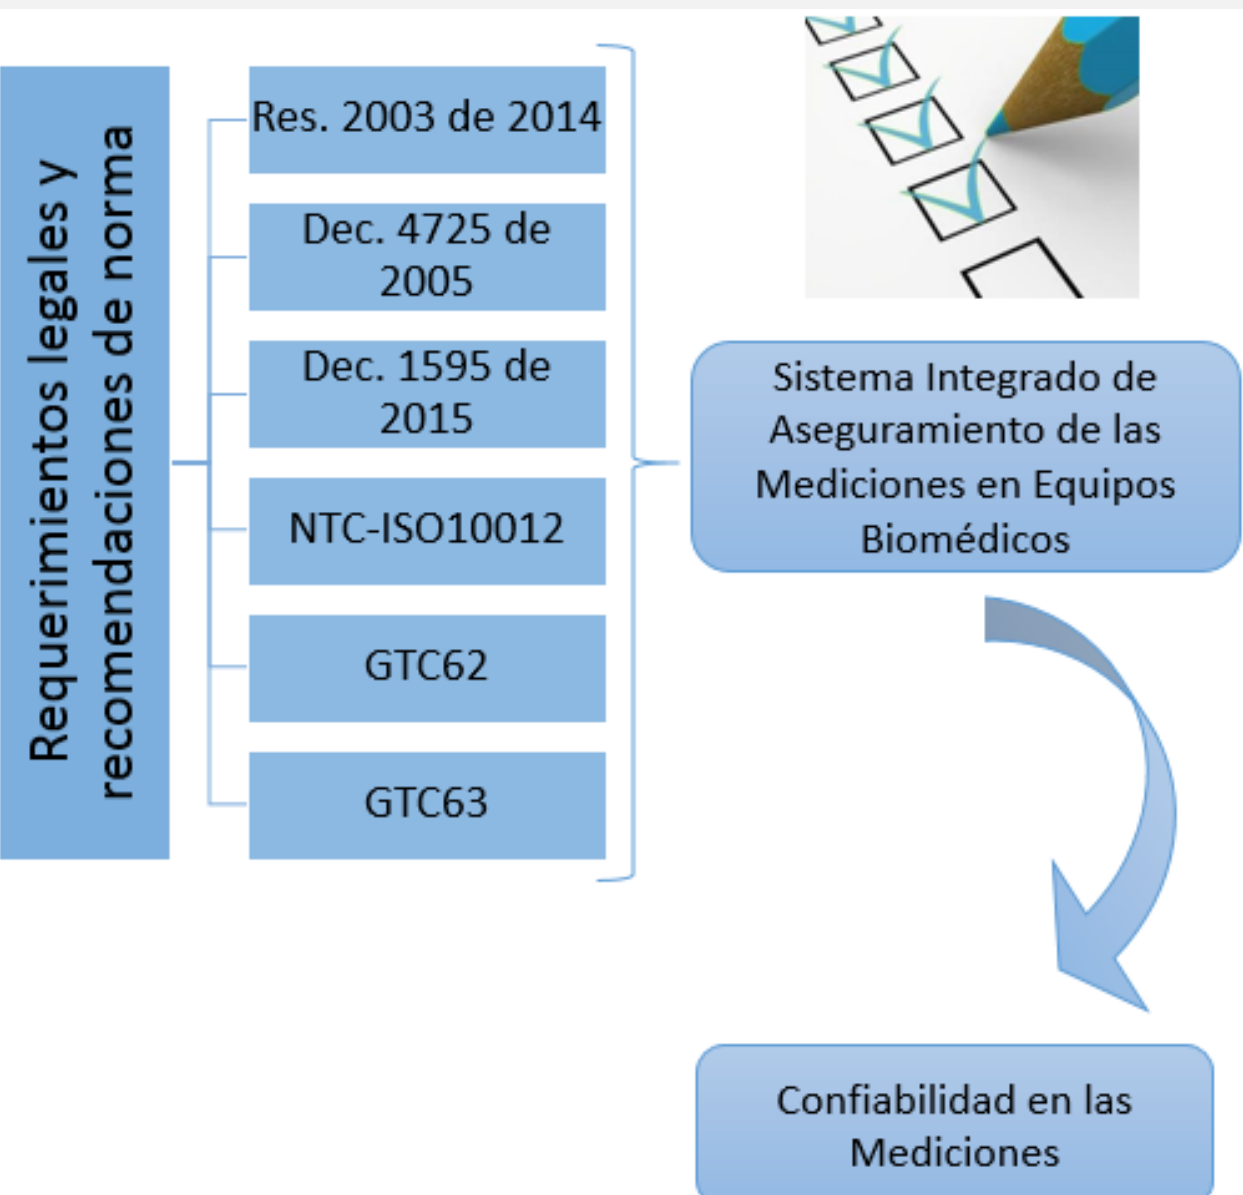 Requerimientos legales y
recomendaciones de norma
Res. 2003 de 2014
Dec. 4725 de
2005
Dec. 1595 de
2015
NTC-ISO10012
GTC62
GTC63
Sistema Integrado de
Aseguramiento de las
Mediciones en Equipos
Biomédicos
Confiabilidad en las
Mediciones